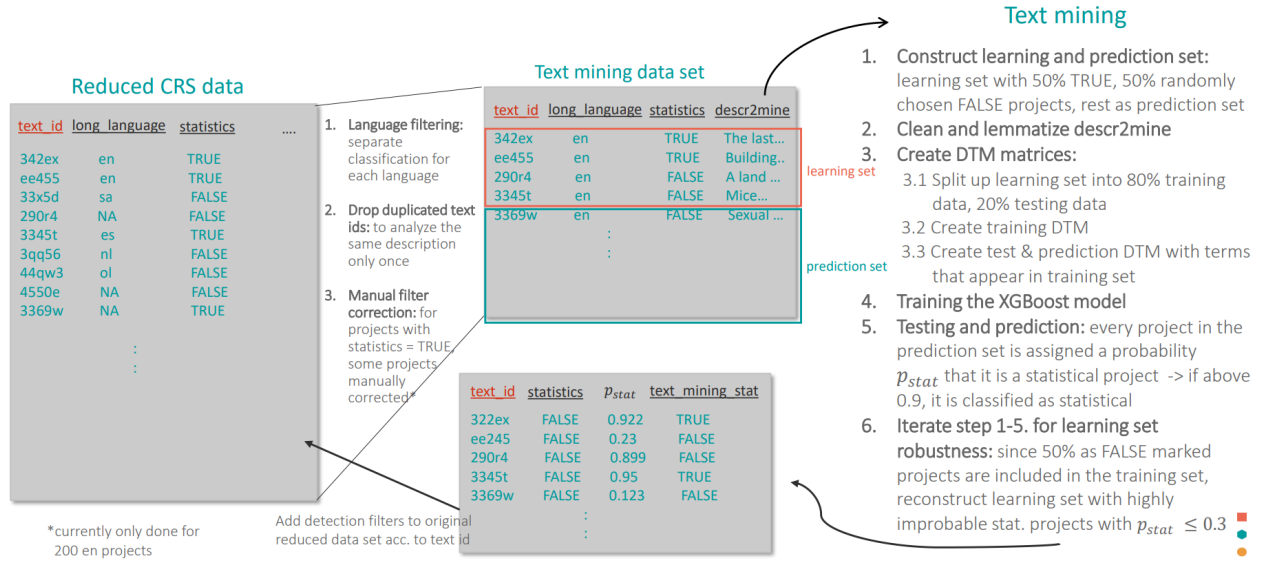 Reduced CRS data
text_id long_language statistics ....
342ex en TRUE
ee455 en TRUE
33x5d sa FALSE
290r4 NA FALSE
3345t es TRUE
3qq56 nl FALSE
44qw3 ol FALSE
4550e NA FALSE
3369w NA TRUE
:
:
*currently only done for
200 en projects
1. Language filtering:
separate
classification for
each language
2. Drop duplicated text
ids: to analyze the
same description
only once
3. Manual filter
correction: for
projects with
statistics = TRUE,
some projects
manually
corrected*
Add detection filters to original
reduced data set acc. to text id
Text mining data set
text_id long_language statistics descr2mine
342ex en TRUE The last...
ee455 en TRUE Building..
290r4 en FALSE A land ...
3345t en FALSE Mice...
3369w en FALSE Sexual ...
:
:
learning set
prediction set
text_id statistics p_stat text_mining_stat
322ex FALSE 0.922 TRUE
ee245 FALSE 0.23 FALSE
290r4 FALSE 0.899 FALSE
3345t FALSE 0.95 TRUE
3369w FALSE 0.123 FALSE
:
:
Text mining
1. Construct learning and prediction set:
learning set with 50% TRUE, 50% randomly
chosen FALSE projects, rest as prediction set
2. Clean and lemmatize descr2mine
3. Create DTM matrices:
3.1 Split up learning set into 80% training
data, 20% testing data
3.2 Create training DTM
3.3 Create test & prediction DTM with terms
that appear in training set
4. Training the XGBoost model
5. Testing and prediction: every project in the
prediction set is assigned a probability
p_stat that it is a statistical project -> if above
0.9, it is classified as statistical
6. Iterate step 1-5. for learning set
robustness: since 50% as FALSE marked
projects are included in the training set,
reconstruct learning set with highly
improbable stat. projects with p_stat ≤ 0.3